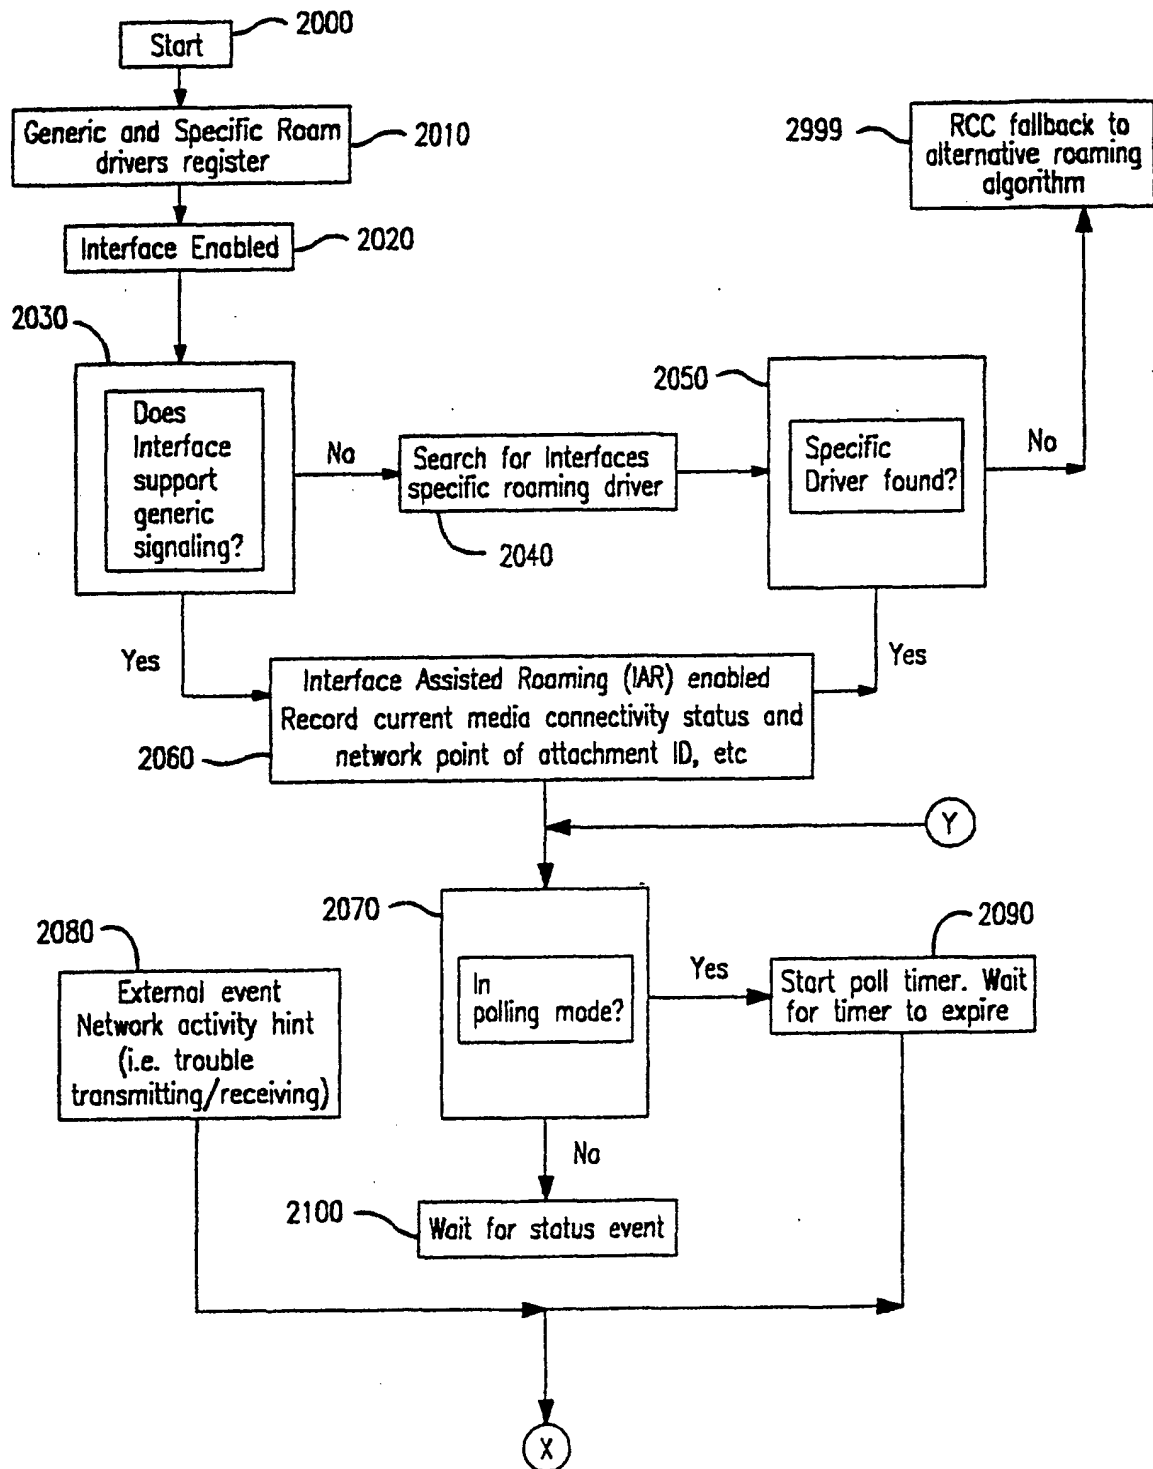 2000
Start
Generic and Specific Roam
drivers register
2010
2999
RCC fallback to
alternative roaming
algorithm
Interface Enabled
2020
2030
Does
Interface
support
generic
signaling?
No
Search for Interfaces
specific roaming driver
2040
2050
Specific
Driver found?
No
Yes
Yes
Interface Assisted Roaming (IAR) enabled
Record current media connectivity status and
network point of attachment ID, etc
2060
Y
2070
In
polling mode?
Yes
2090
Start poll timer. Wait
for timer to expire
2080
External event
Network activity hint
(i.e. trouble
transmitting/receiving)
No
2100
Wait for status event
X